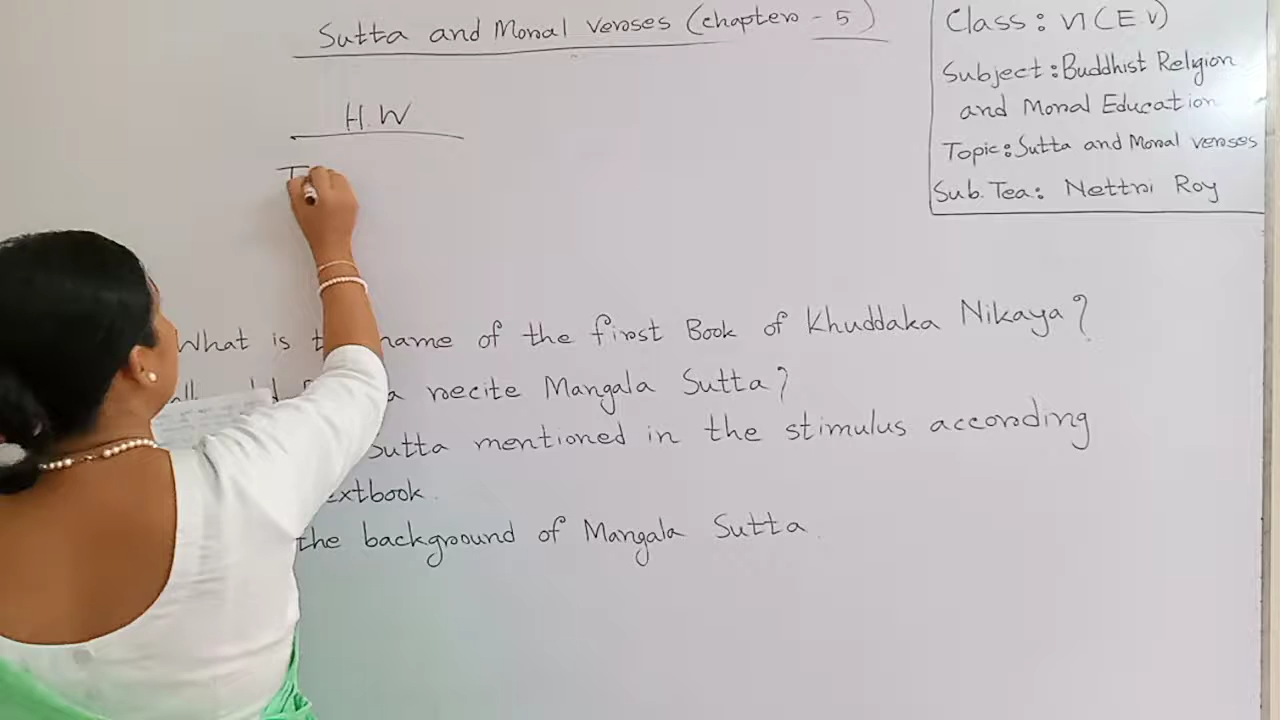 Sutta and Moral Verses (chapter - 5)
H.W
T
Class: VI (E.V)
Subject: Buddhist Religion
and Moral Education
Topic: Sutta and Moral verses
Sub. Tea: Nettri Roy
What is name of the first Book of Khuddaka Nikaya?
recite Mangala Sutta?
Sutta mentioned in the stimulus according
textbook.
the background of Mangala Sutta.